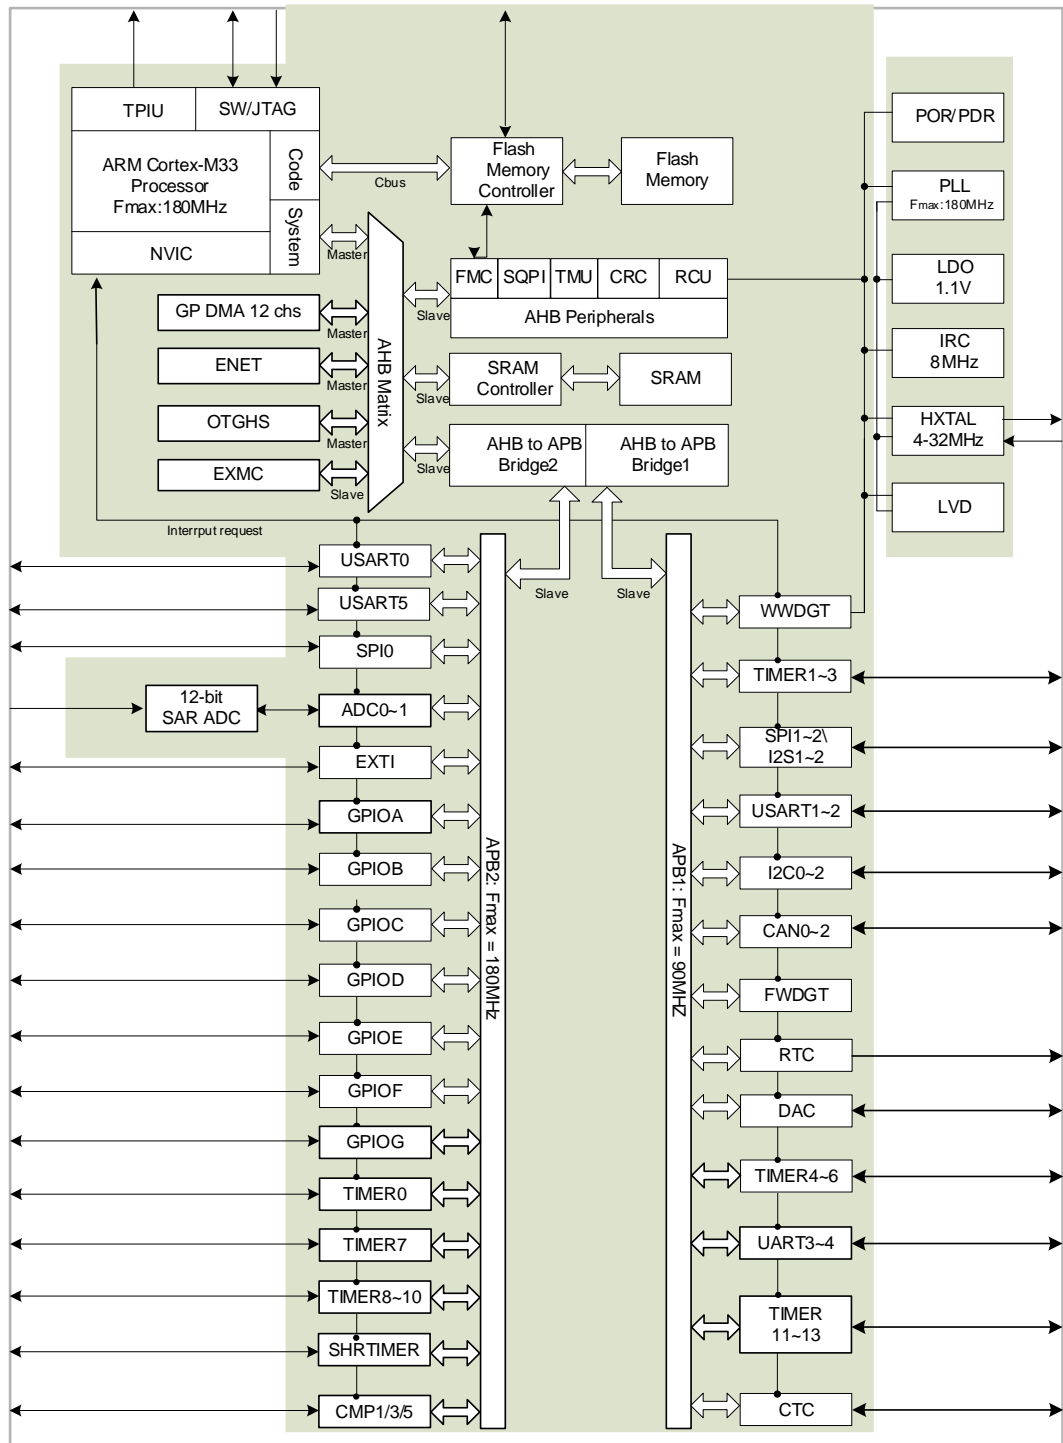 TPIU
SW/JTAG
ARM Cortex-M33
Processor
Fmax:180MHz
Code
System
NVIC
Cbus
Flash
Memory
Controller
Flash
Memory
POR/PDR
PLL
Fmax:180MHz
LDO
1.1V
IRC
8MHz
HXTAL
4-32MHz
LVD
Master
FMC
SQPI
TMU
CRC
RCU
AHB Peripherals
Slave
GP DMA 12 chs
Master
ENET
Master
OTGHS
Master
EXMC
Slave
AHB Matrix
SRAM
Controller
SRAM
Slave
AHB to APB
Bridge2
AHB to APB
Bridge1
Slave
Interrput request
Slave
Slave
USART0
USART5
SPI0
12-bit
SAR ADC
ADC0~1
EXTI
GPIOA
GPIOB
GPIOC
GPIOD
GPIOE
GPIOF
GPIOG
TIMER0
TIMER7
TIMER8~10
SHRTIMER
CMP1/3/5
APB2: Fmax = 180MHz
APB1: Fmax = 90MHZ
WWDGT
TIMER1~3
SPI1~2\
I2S1~2
USART1~2
I2C0~2
CAN0~2
FWDGT
RTC
DAC
TIMER4~6
UART3~4
TIMER
11~13
CTC